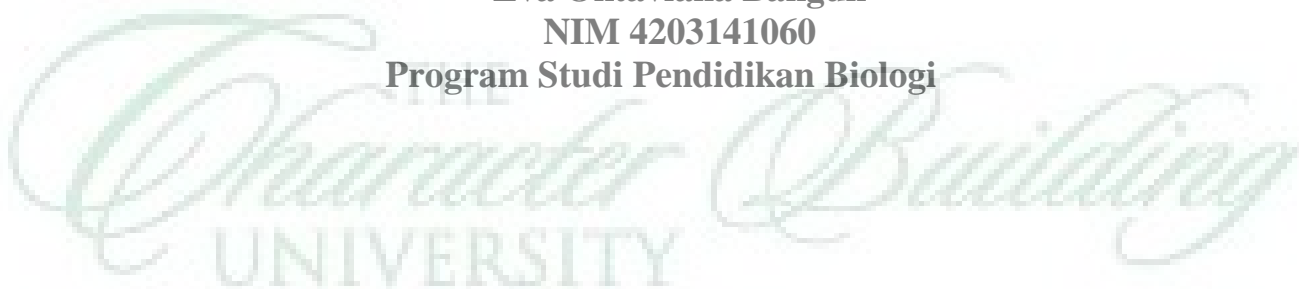 NIM 4203141060
Program Studi Pendidikan Biologi
THE
Character Building
UNIVERSITY